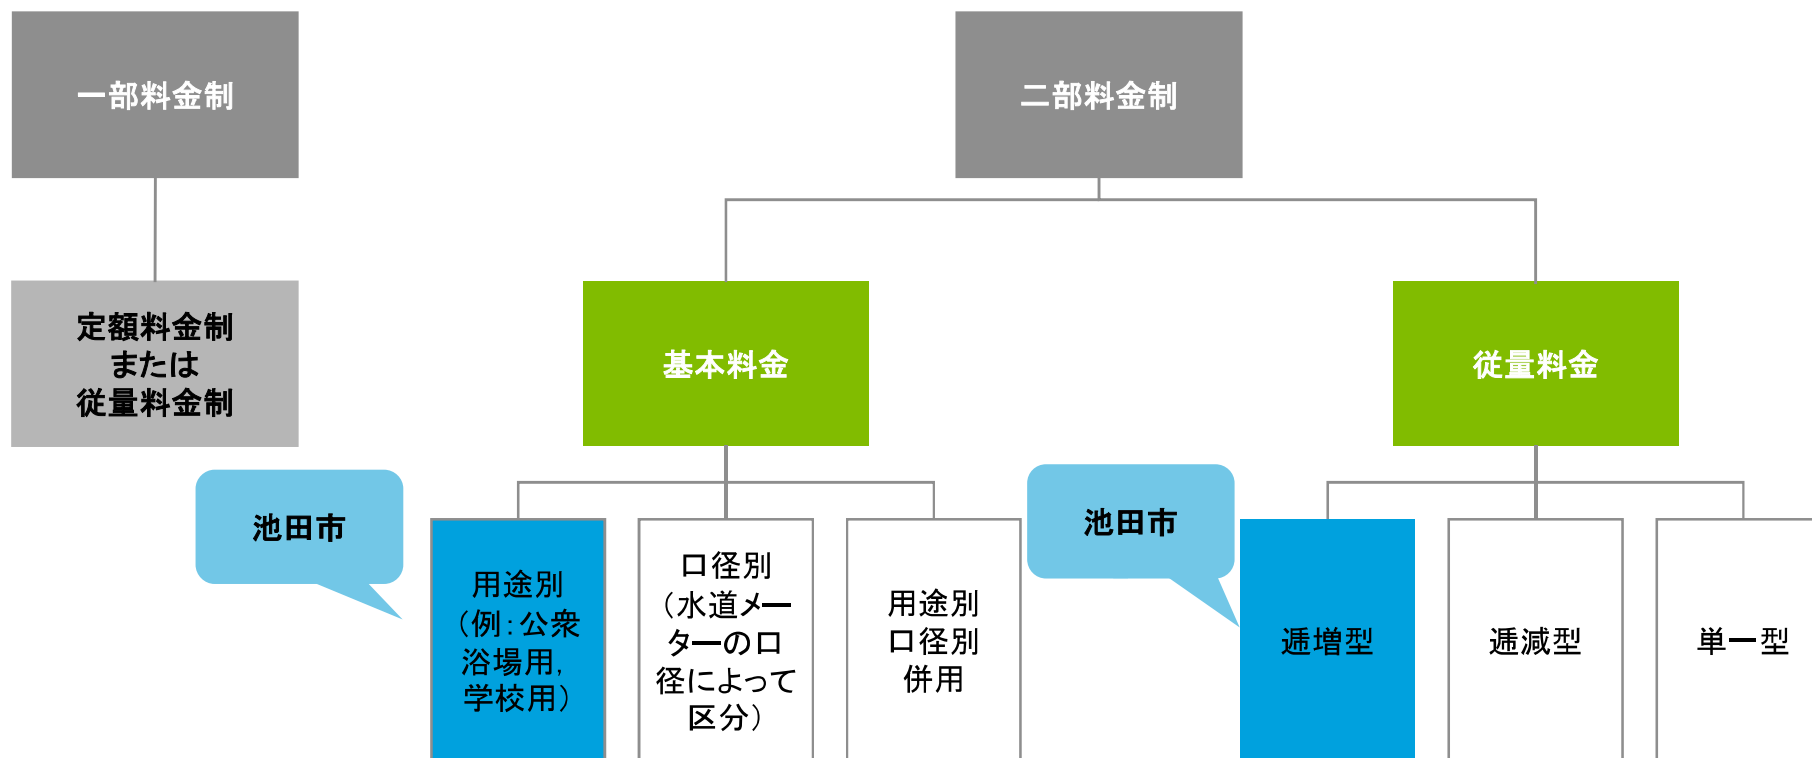 一部料金制
二部料金制
定額料金制
または
従量料金制
基本料金
従量料金
池田市
池田市
用途別
（例：公衆
浴場用，
学校用）
口径別
（水道メー
ターの口
径によって
区分）
用途別
口径別
併用
逓増型
逓減型
単一型